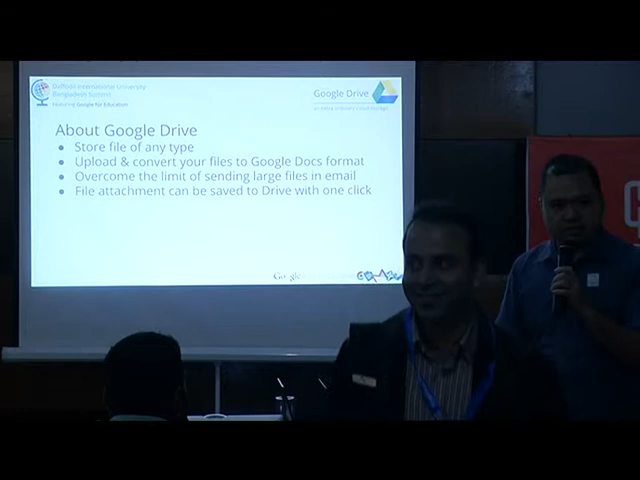 Daffodil International University
Bangladesh Summit
Featuring Google for Education
Google Drive
About Google Drive
● Store file of any type
● Upload & convert your files to Google Docs format
● Overcome the limit of sending large files in email
● File attachment can be saved to Drive with one click
Google